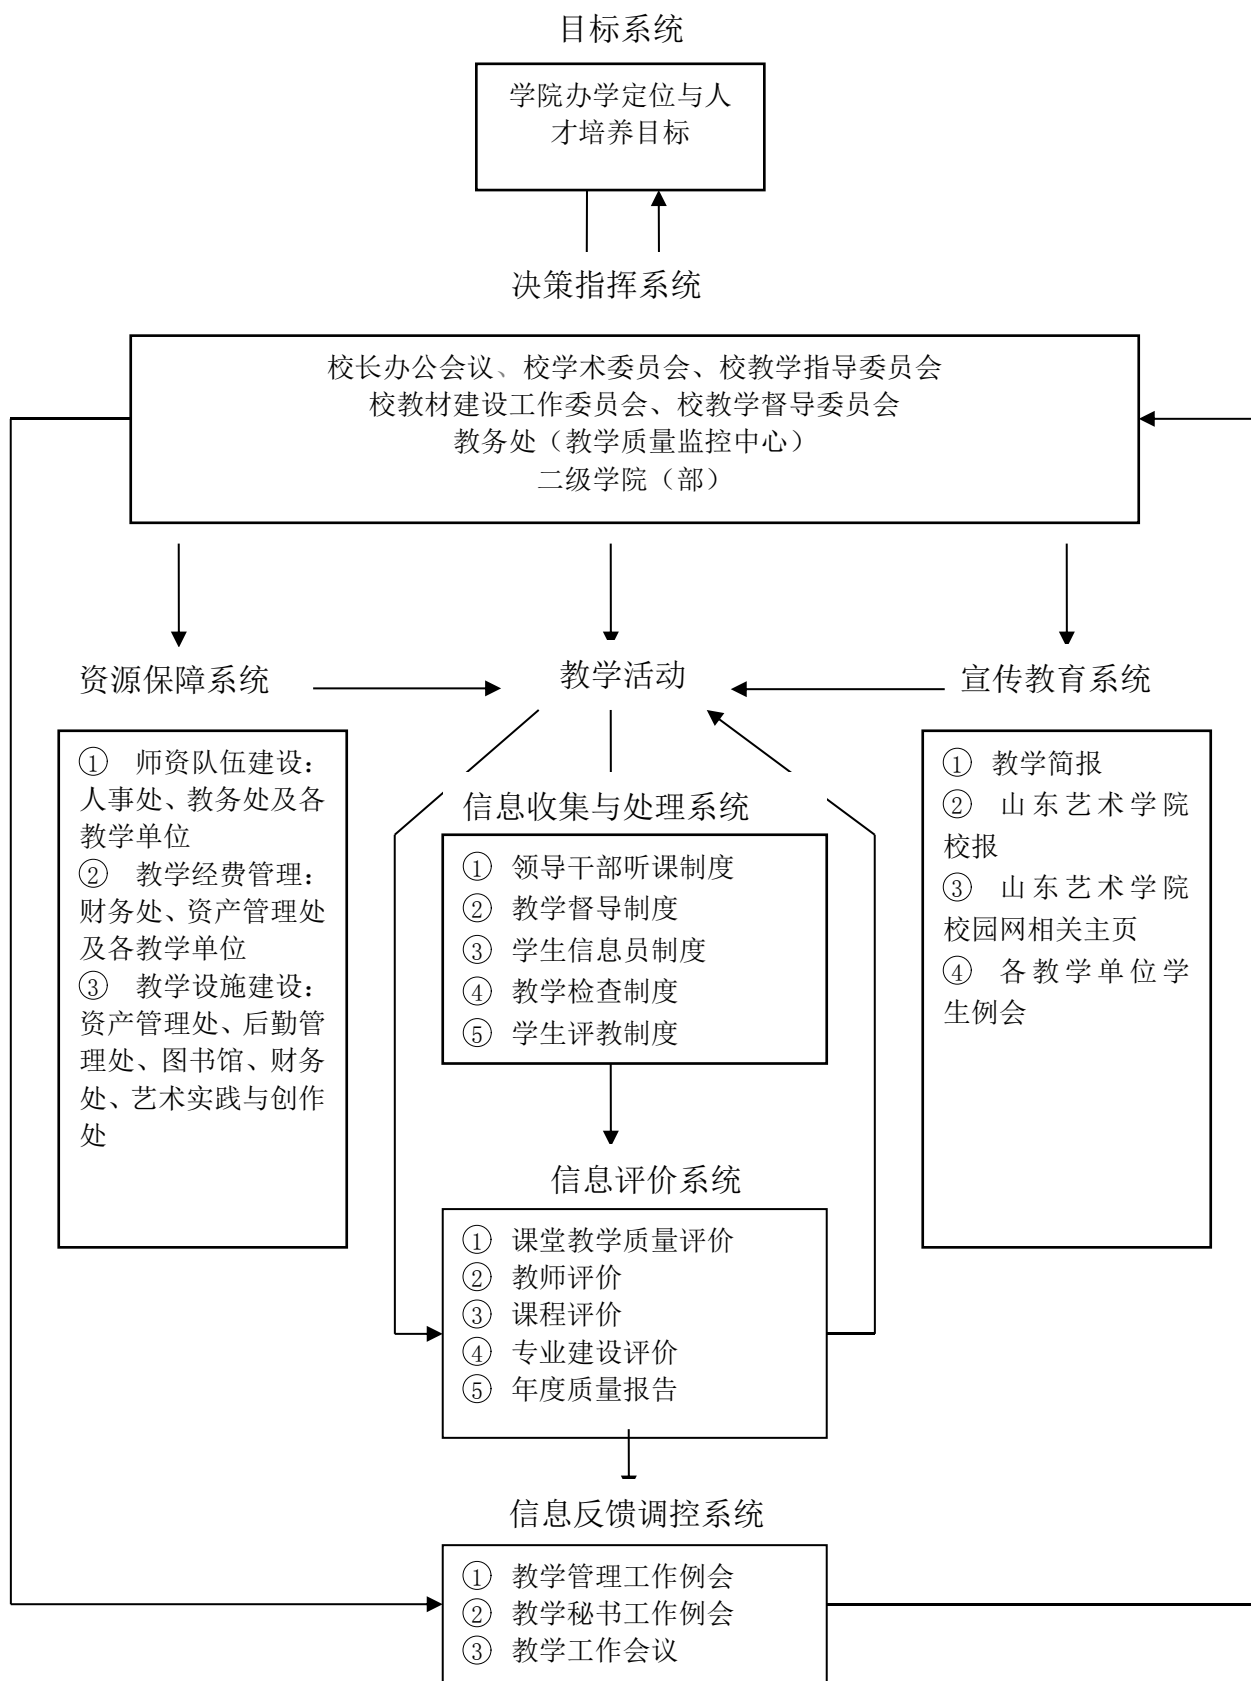 目标系统
学院办学定位与人
才培养目标
决策指挥系统
校长办公会议、校学术委员会、校教学指导委员会
校教材建设工作委员会、校教学督导委员会
教务处（教学质量监控中心）
二级学院（部）
资源保障系统
教学活动
宣传教育系统
① 师资队伍建设：
人事处、教务处及各
教学单位
② 教学经费管理：
财务处、资产管理处
及各教学单位
③ 教学设施建设：
资产管理处、后勤管
理处、图书馆、财务
处、艺术实践与创作
处
信息收集与处理系统
① 领导干部听课制度
② 教学督导制度
③ 学生信息员制度
④ 教学检查制度
⑤ 学生评教制度
① 教学简报
② 山东艺术学院
校报
③ 山东艺术学院
校园网相关主页
④ 各教学单位学
生例会
信息评价系统
① 课堂教学质量评价
② 教师评价
③ 课程评价
④ 专业建设评价
⑤ 年度质量报告
信息反馈调控系统
① 教学管理工作例会
② 教学秘书工作例会
③ 教学工作会议